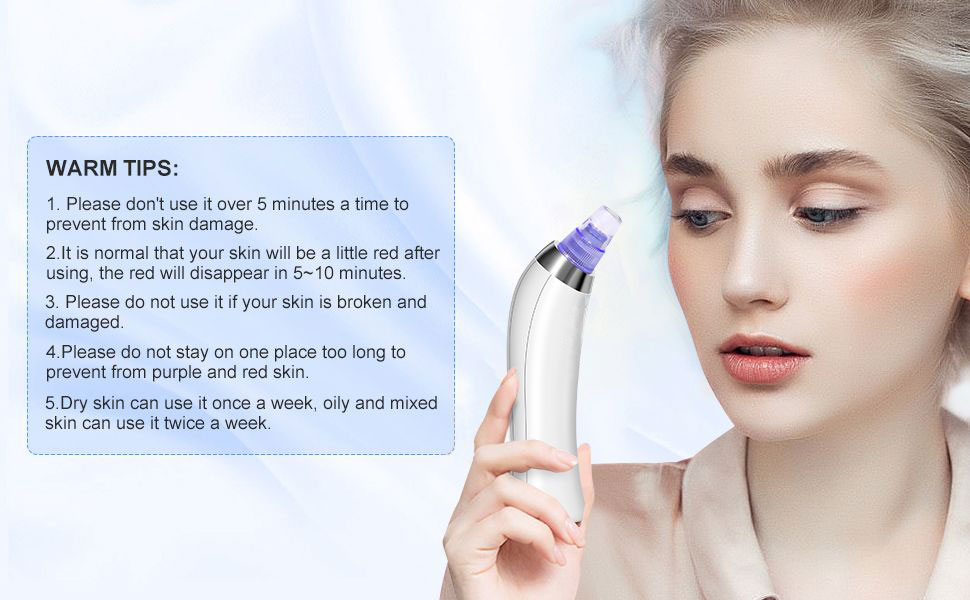 WARM TIPS:
1. Please don't use it over 5 minutes a time to
prevent from skin damage.
2.It is normal that your skin will be a little red after
using, the red will disappear in 5~10 minutes.
3. Please do not use it if your skin is broken and
damaged.
4.Please do not stay on one place too long to
prevent from purple and red skin.
5.Dry skin can use it once a week, oily and mixed
skin can use it twice a week.